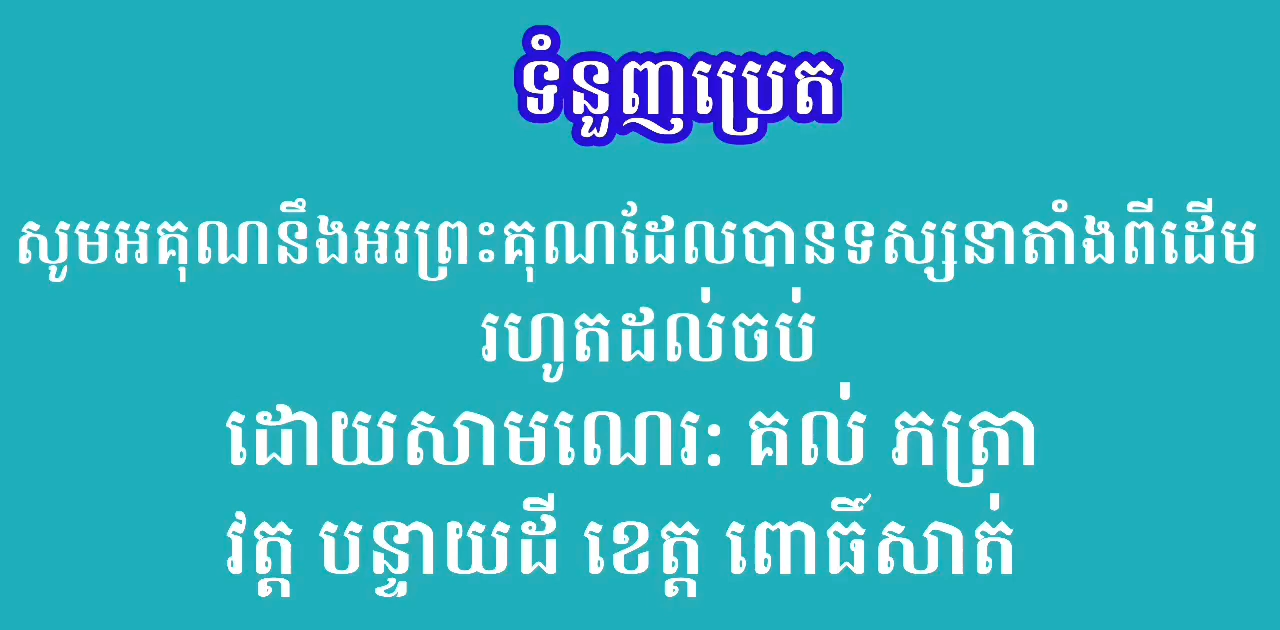 ទំនួញប្រេត
សូមអគុណនឹងអរព្រះគុណដែលបានទស្សនាតាំងពីដើម
រហូតដល់ចប់
ដោយសាមណេរ: គល់ ភត្រា
វត្ត បន្ទាយដី ខេត្ត ពោធិ៍សាត់